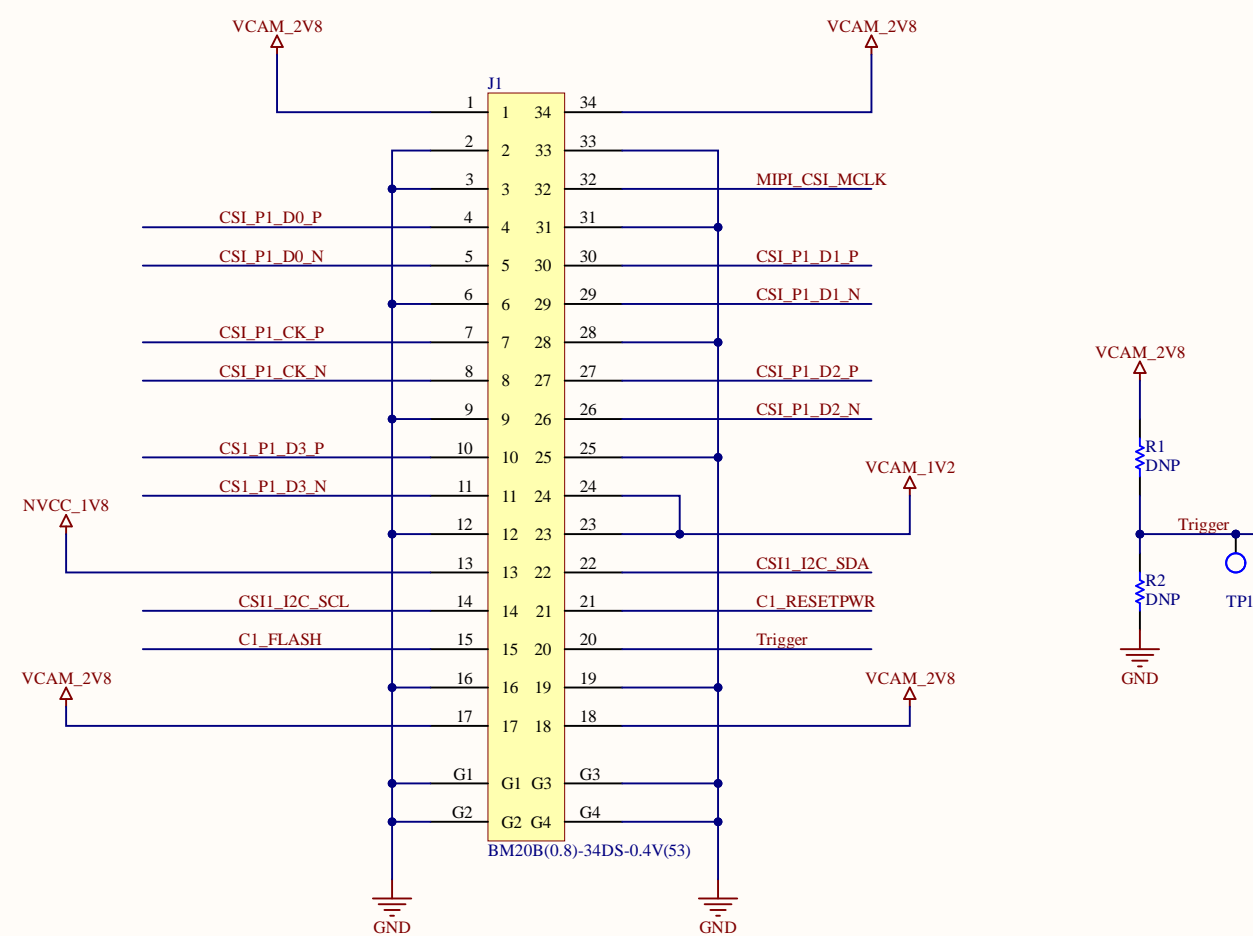 VCAM_2V8
VCAM_2V8
J1
1 1 34 34
2 2 33 33
3 3 32 32 MIPI_CSI_MCLK
CSI_P1_D0_P 4 4 31 31
CSI_P1_D0_N 5 5 30 30 CSI_P1_D1_P
6 6 29 29 CSI_P1_D1_N
CSI_P1_CK_P 7 7 28 28
CSI_P1_CK_N 8 8 27 27 CSI_P1_D2_P
9 9 26 26 CSI_P1_D2_N
CS1_P1_D3_P 10 10 25 25
VCAM_1V2
CS1_P1_D3_N 11 11 24 24
NVCC_1V8
12 12 23 23
13 13 22 22 CSI1_I2C_SDA
CSI1_I2C_SCL 14 14 21 21 C1_RESETPWR
C1_FLASH 15 15 20 20 Trigger
VCAM_2V8
16 16 19 19
VCAM_2V8
17 17 18 18
G1 G1 G3 G3
G2 G2 G4 G4
BM20B(0.8)-34DS-0.4V(53)
GND
GND
VCAM_2V8
R1
DNP
Trigger
R2
DNP
TP1
GND